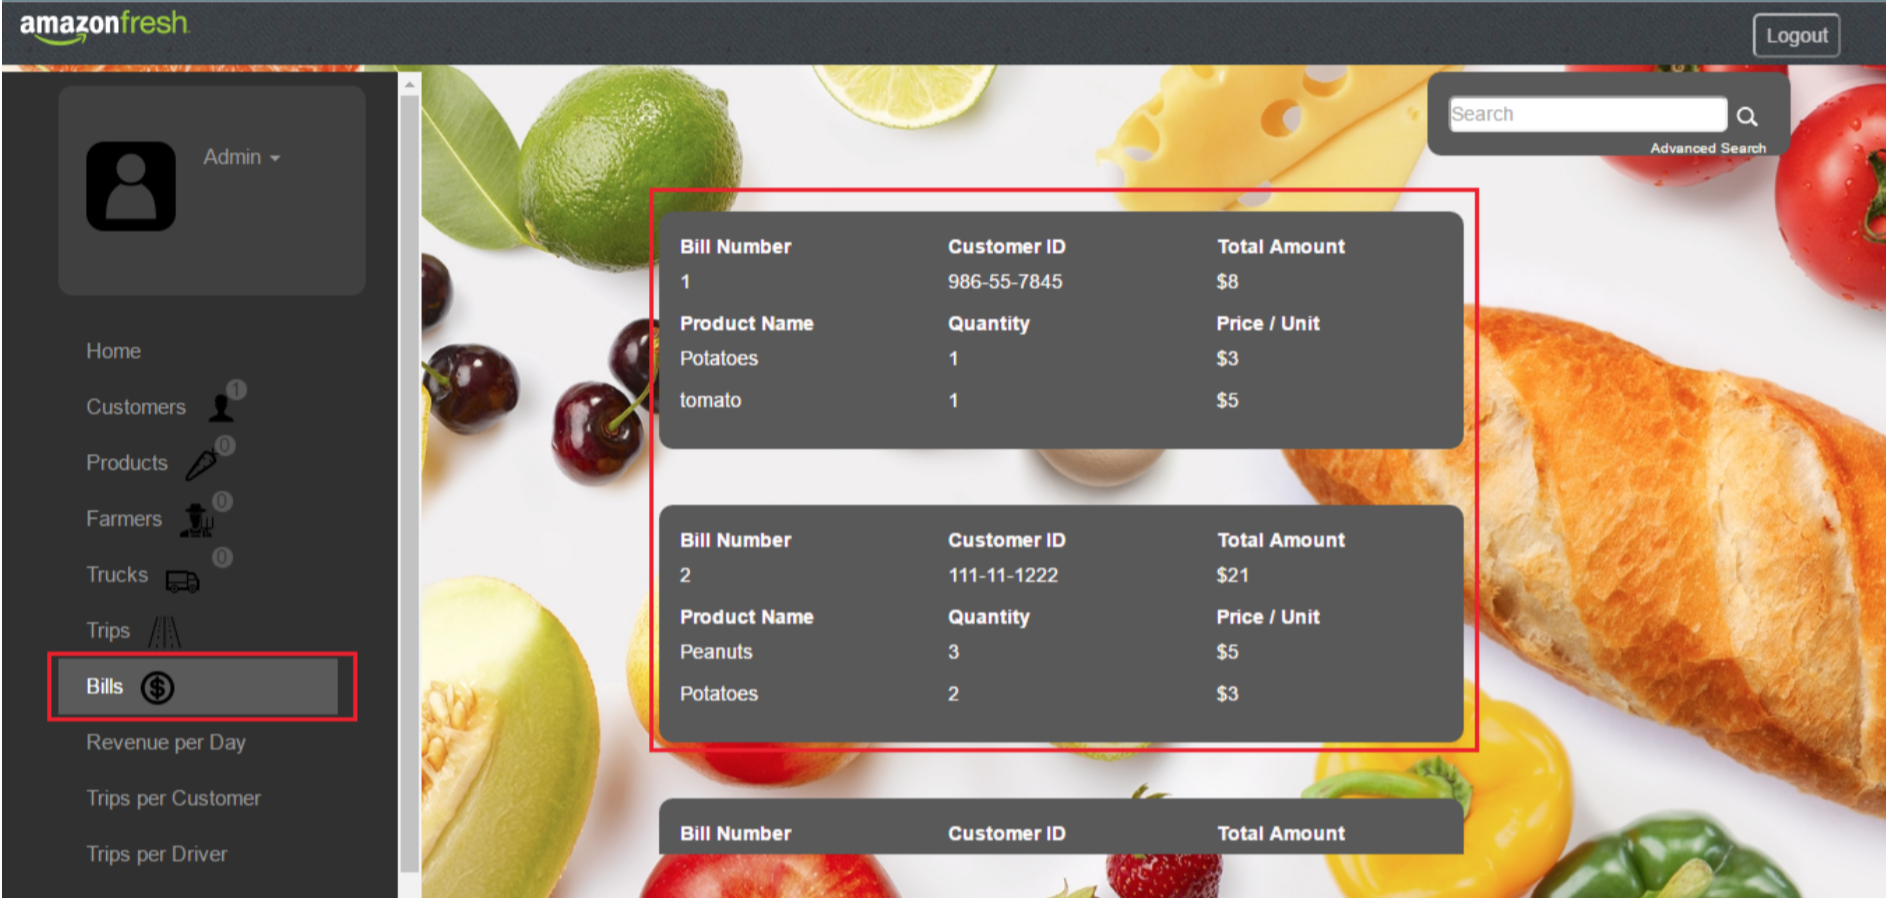 amazonfresh
Logout
Admin
Search
Advanced Search
Home
Customers 1
Products 0
Farmers 0
Trucks 0
Trips
Bills $
Revenue per Day
Trips per Customer
Trips per Driver
Bill Number Customer ID Total Amount
1 986-55-7845 $8
Product Name Quantity Price / Unit
Potatoes 1 $3
tomato 1 $5
Bill Number Customer ID Total Amount
2 111-11-1222 $21
Product Name Quantity Price / Unit
Peanuts 3 $5
Potatoes 2 $3
Bill Number Customer ID Total Amount